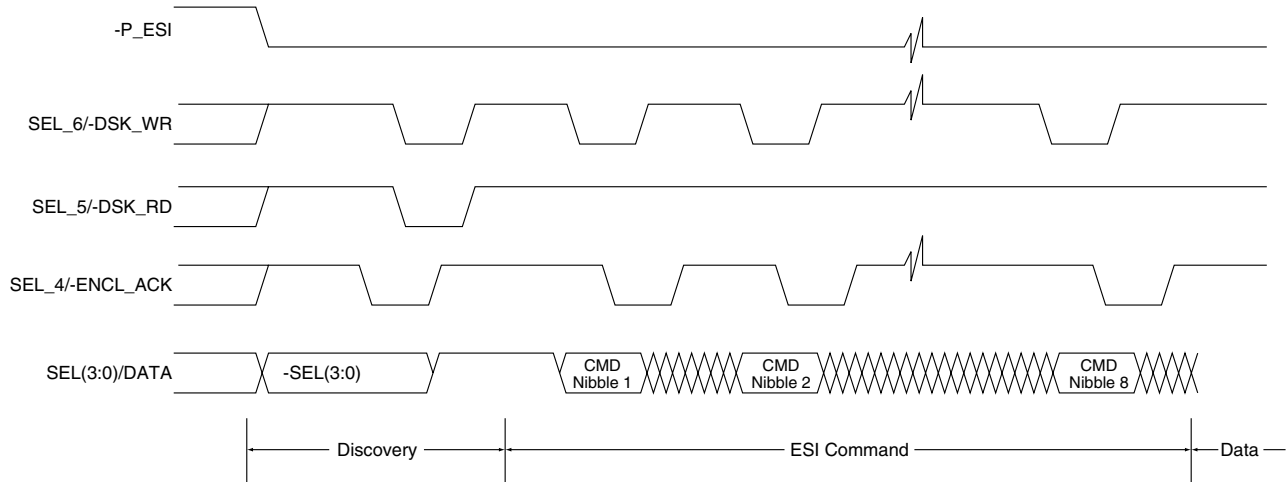 -P_ESI
SEL_6/-DSK_WR
SEL_5/-DSK_RD
SEL_4/-ENCL_ACK
SEL(3:0)/DATA
-SEL(3:0)
CMD
Nibble 1
CMD
Nibble 2
CMD
Nibble 8
Discovery
ESI Command
Data